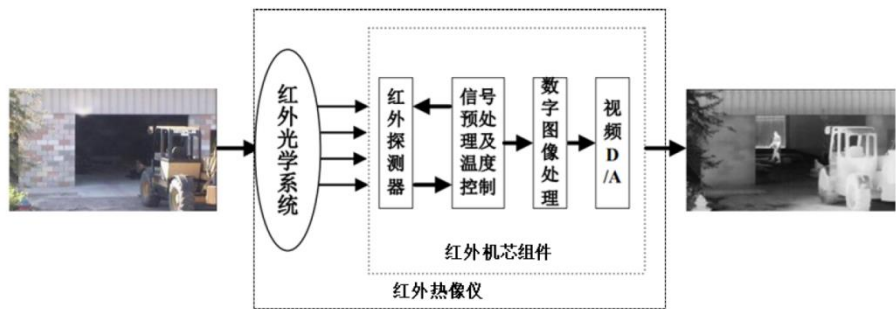 红外光学系统
红外探测器
信号
预处
理及
温度
控制
数字图像处理
视频D/A
红外机芯组件
红外热像仪